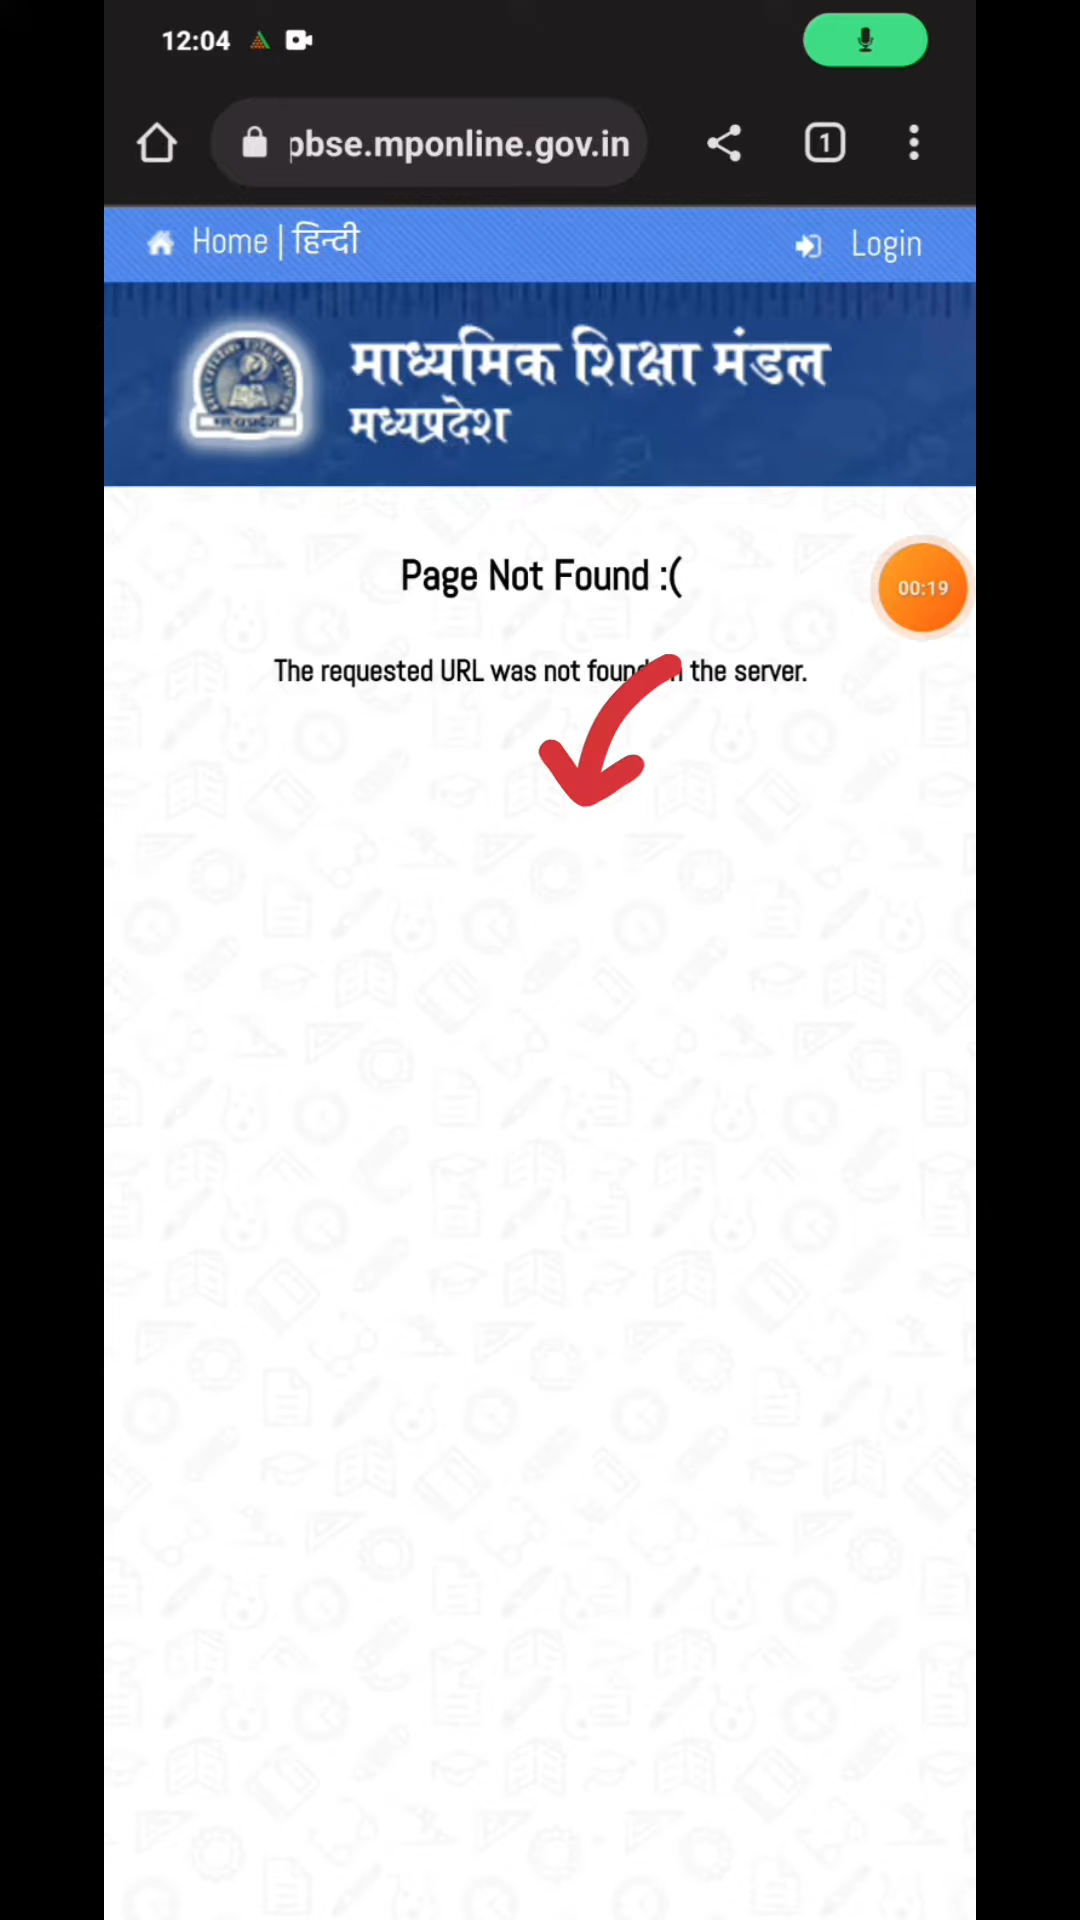 12:04
pbse.mponline.gov.in
1
Home | हिन्दी
Login
माध्यमिक शिक्षा मंडल
मध्यप्रदेश
Page Not Found :(
00:19
The requested URL was not found the server.